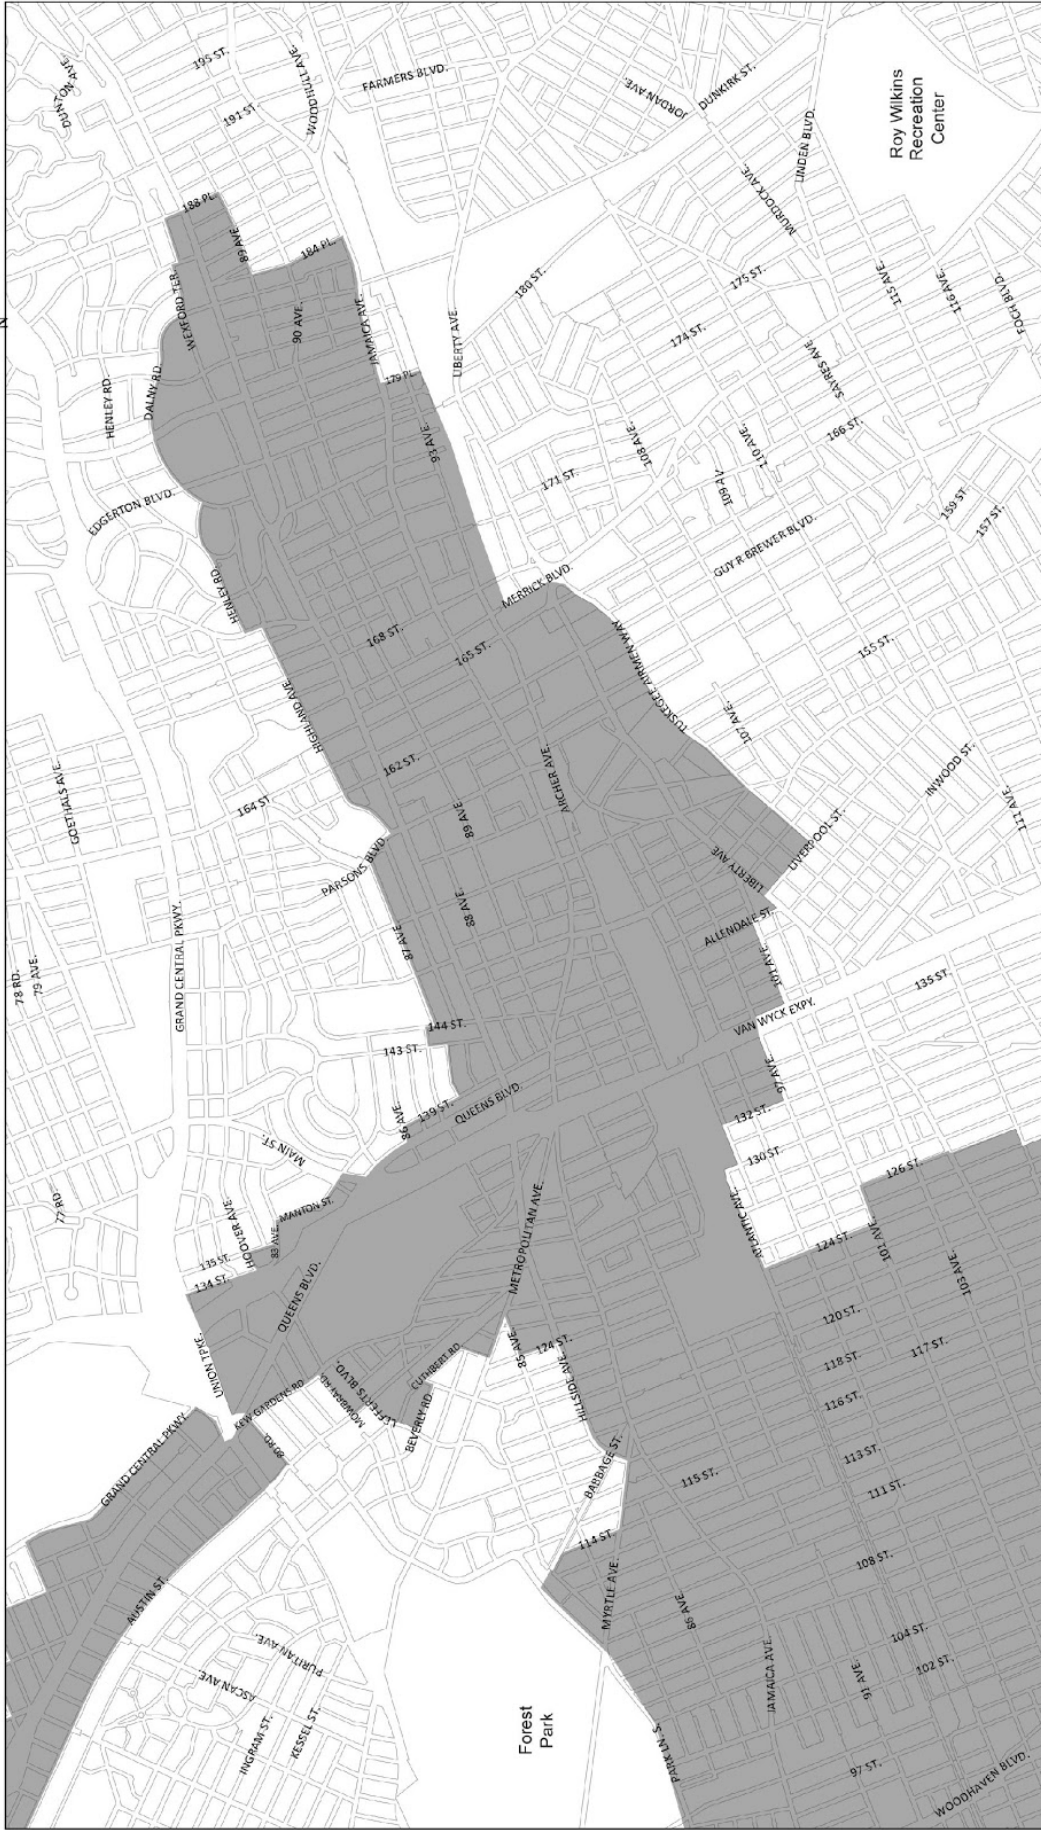 N
DUNTON AVE.
195 ST.
WOODHULL AVE.
191 ST.
FARMERS BLVD.
JORDAN AVE.
DUNKIRK ST.
LINDEN BLVD.
Roy Wilkins
Recreation
Center
188 PL.
89 AVE
184 PL.
MURDOCK AVE.
WEXFORD TER.
90 AVE.
JAMAICA AVE.
180 ST.
175 ST.
115 AVE.
116 AVE.
FOCH BLVD.
HENLEY RD.
DALNY RD.
179 PL.
LIBERTY AVE.
174 ST.
SAYRES AVE
EDGERTON BLVD.
93 AVE.
171 ST.
108 AVE.
109 AV.
110 AVE.
166 ST.
159 ST.
157 ST.
HENLEY RD.
MERRICK BLVD.
GUY R BREWER BLVD.
168 ST.
165 ST.
TUSKEGEE AIRMEN WAY
155 ST.
HIGHLAND AVE
107 AVE.
GOETHALS AVE.
164 ST.
162 ST.
89 AVE
ARCHER AVE.
INWOOD ST.
111 AVE.
PARSONS BLVD.
LIBERTY AVE
LIVERPOOL ST.
78 RD.
79 AVE.
GRAND CENTRAL PKWY.
87 AVE
88 AVE.
ALLENDALE ST.
101 AVE.
135 ST.
144 ST.
143 ST.
VAN WYCK EXPY.
86 AVE.
139 ST.
QUEENS BLVD.
97 AVE.
132 ST.
MAIN ST.
130 ST.
126 ST.
77 RD.
HOOVER AVE.
MANTON ST.
83 AVE.
METROPOLITAN AVE.
ATLANTIC AVE.
124 ST.
101 AVE.
103 AVE.
135 ST.
134 ST.
QUEENS BLVD.
UNION TPKE.
85 AVE.
124 ST.
120 ST.
118 ST.
117 ST.
116 ST.
KEW GARDENS RD
MOWBRAY RD
LEFFERTS BLVD.
CUTHBERT RD
BEVERLY RD
HILLSIDE AVE.
GRAND CENTRAL PKWY.
80 RD.
BABBAGE ST.
115 ST.
113 ST.
111 ST.
114 ST.
108 ST.
AUSTIN ST.
MYRTLE AVE.
86 AVE.
104 ST.
102 ST.
PURITAN AVE.
ASCAN AVE.
INGRAM ST.
KESSEL ST.
Forest
Park
PARK LN S.
JAMAICA AVE.
91 AVE.
97 ST.
WOODHAVEN BLVD.